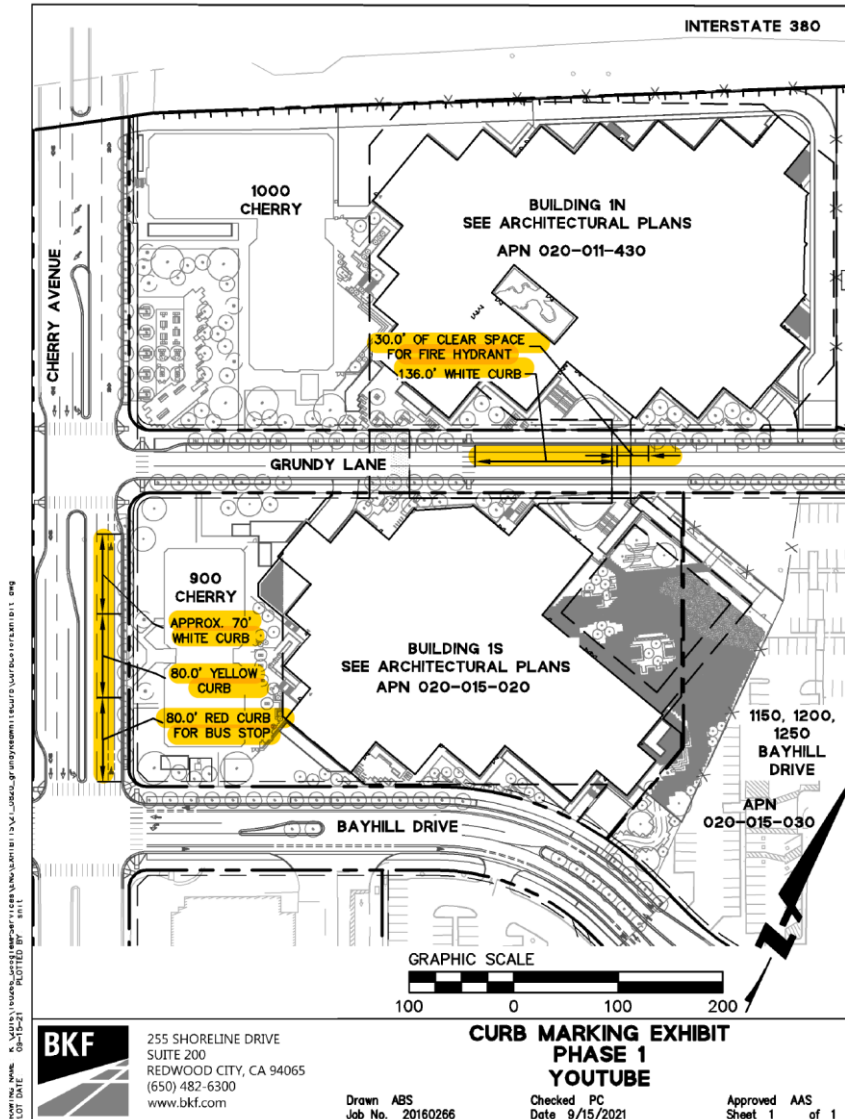 INTERSTATE 380
1000
CHERRY
BUILDING 1N
SEE ARCHITECTURAL PLANS
APN 020-011-430
CHERRY AVENUE
30.0' OF CLEAR SPACE
FOR FIRE HYDRANT
136.0' WHITE CURB
GRUNDY LANE
900
CHERRY
APPROX. 70'
WHITE CURB
80.0' YELLOW
CURB
80.0' RED CURB
FOR BUS STOP
BUILDING 1S
SEE ARCHITECTURAL PLANS
APN 020-015-020
1150, 1200,
1250
BAYHILL
DRIVE
APN
020-015-030
BAYHILL DRIVE
GRAPHIC SCALE
100 0 100 200
BKF
255 SHORELINE DRIVE
SUITE 200
REDWOOD CITY, CA 94065
(650) 482-6300
www.bkf.com
CURB MARKING EXHIBIT
PHASE 1
YOUTUBE
Drawn ABS
Job No. 20160266
Checked PC
Date 9/15/2021
Approved AAS
Sheet 1 of 1
PLOT DATE 09-15-21 PLOTTED BY